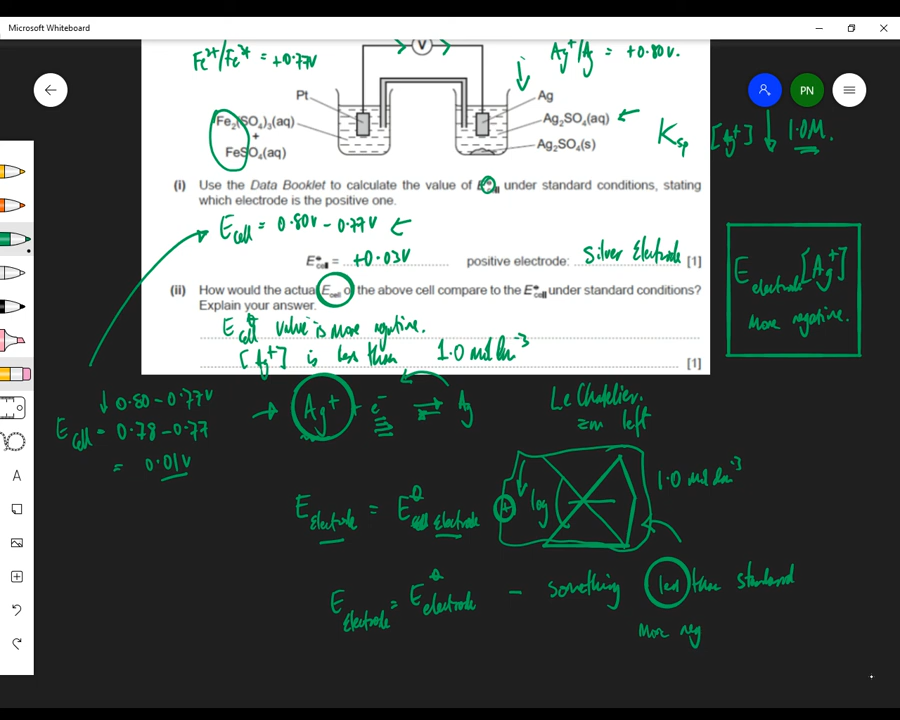 Microsoft Whiteboard
PN
Fe³⁺/Fe²⁺ = +0.77V
V
Ag⁺/Ag = +0.80V.
Pt
Ag
Fe₂(SO₄)₃(aq)
+
FeSO₄(aq)
Ag₂SO₄(aq)
Ag₂SO₄(s)
Ksp
[Ag⁺] ↓ 1.0M.
(i) Use the Data Booklet to calculate the value of E⦵cell under standard conditions, stating
which electrode is the positive one.
Ecell = 0.80V - 0.77V
E⦵cell = +0.03V positive electrode: Silver Electrode [1]
(ii) How would the actual Ecell of the above cell compare to the E⦵cell under standard conditions?
Explain your answer.
Ecell value is more negative.
[Ag⁺] is less than 1.0 mol dm⁻³
[1]
Eelectrode [Ag⁺]
more negative.
↓ 0.80 - 0.77V
Ecell = 0.78 - 0.77
= 0.01V
→ Ag⁺ e⁻ ⇌ Ag
Le Chatelier.
left
Eelectrode = E⦵Electrode + log
1.0 mol dm⁻³
Eelectrode = E⦵electrode - something less than standard
more neg
A